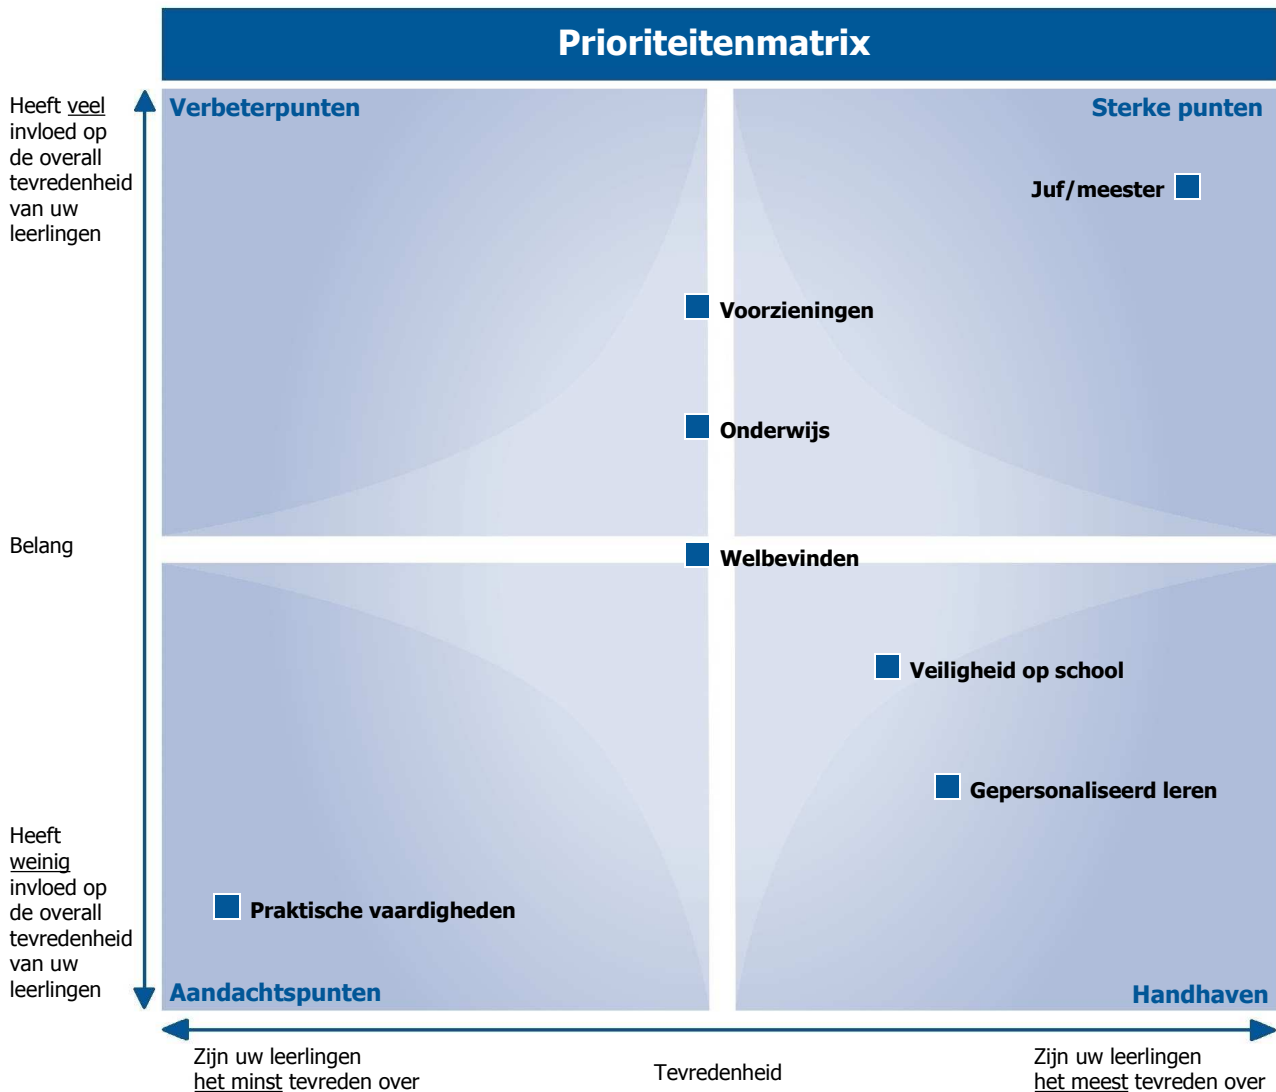 Prioriteitenmatrix
Heeft veel
invloed op
de overall
tevredenheid
van uw
leerlingen
Verbeterpunten
Sterke punten
Juf/meester
Voorzieningen
Onderwijs
Belang
Welbevinden
Veiligheid op school
Gepersonaliseerd leren
Heeft
weinig
invloed op
de overall
tevredenheid
van uw
leerlingen
Praktische vaardigheden
Aandachtspunten
Handhaven
Zijn uw leerlingen
het minst tevreden over
Tevredenheid
Zijn uw leerlingen
het meest tevreden over